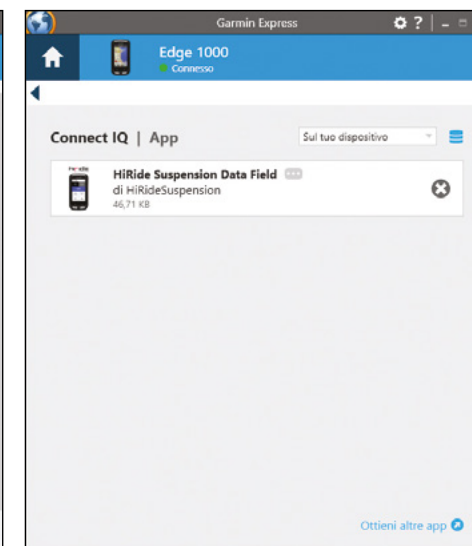 Garmin Express
Edge 1000
Connesso
Connect IQ | App
Sul tuo dispositivo
HiRide Suspension Data Field
di HiRideSuspension
46,71 KB
Ottieni altre app